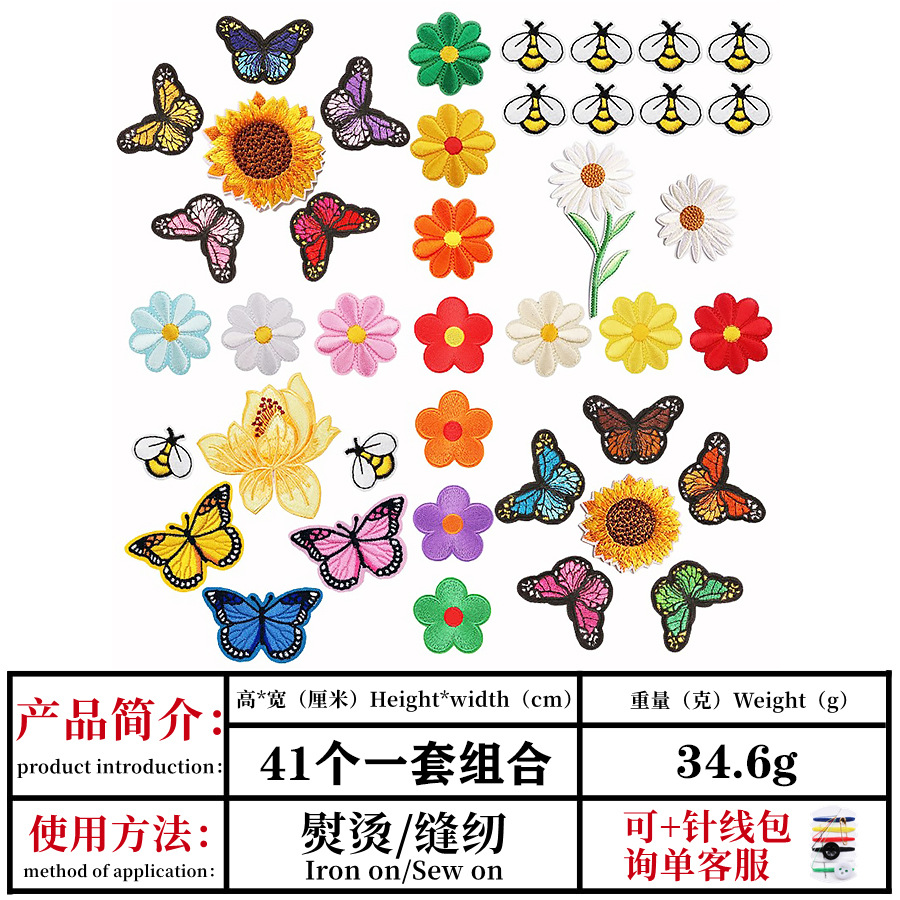 产品简介：
product introduction：
高*宽（厘米）Height*width（cm）
重量（克）Weight（g）
41个一套组合
34.6g
使用方法：
method of application：
熨烫/缝纫
Iron on/Sew on
可+针线包
询单客服